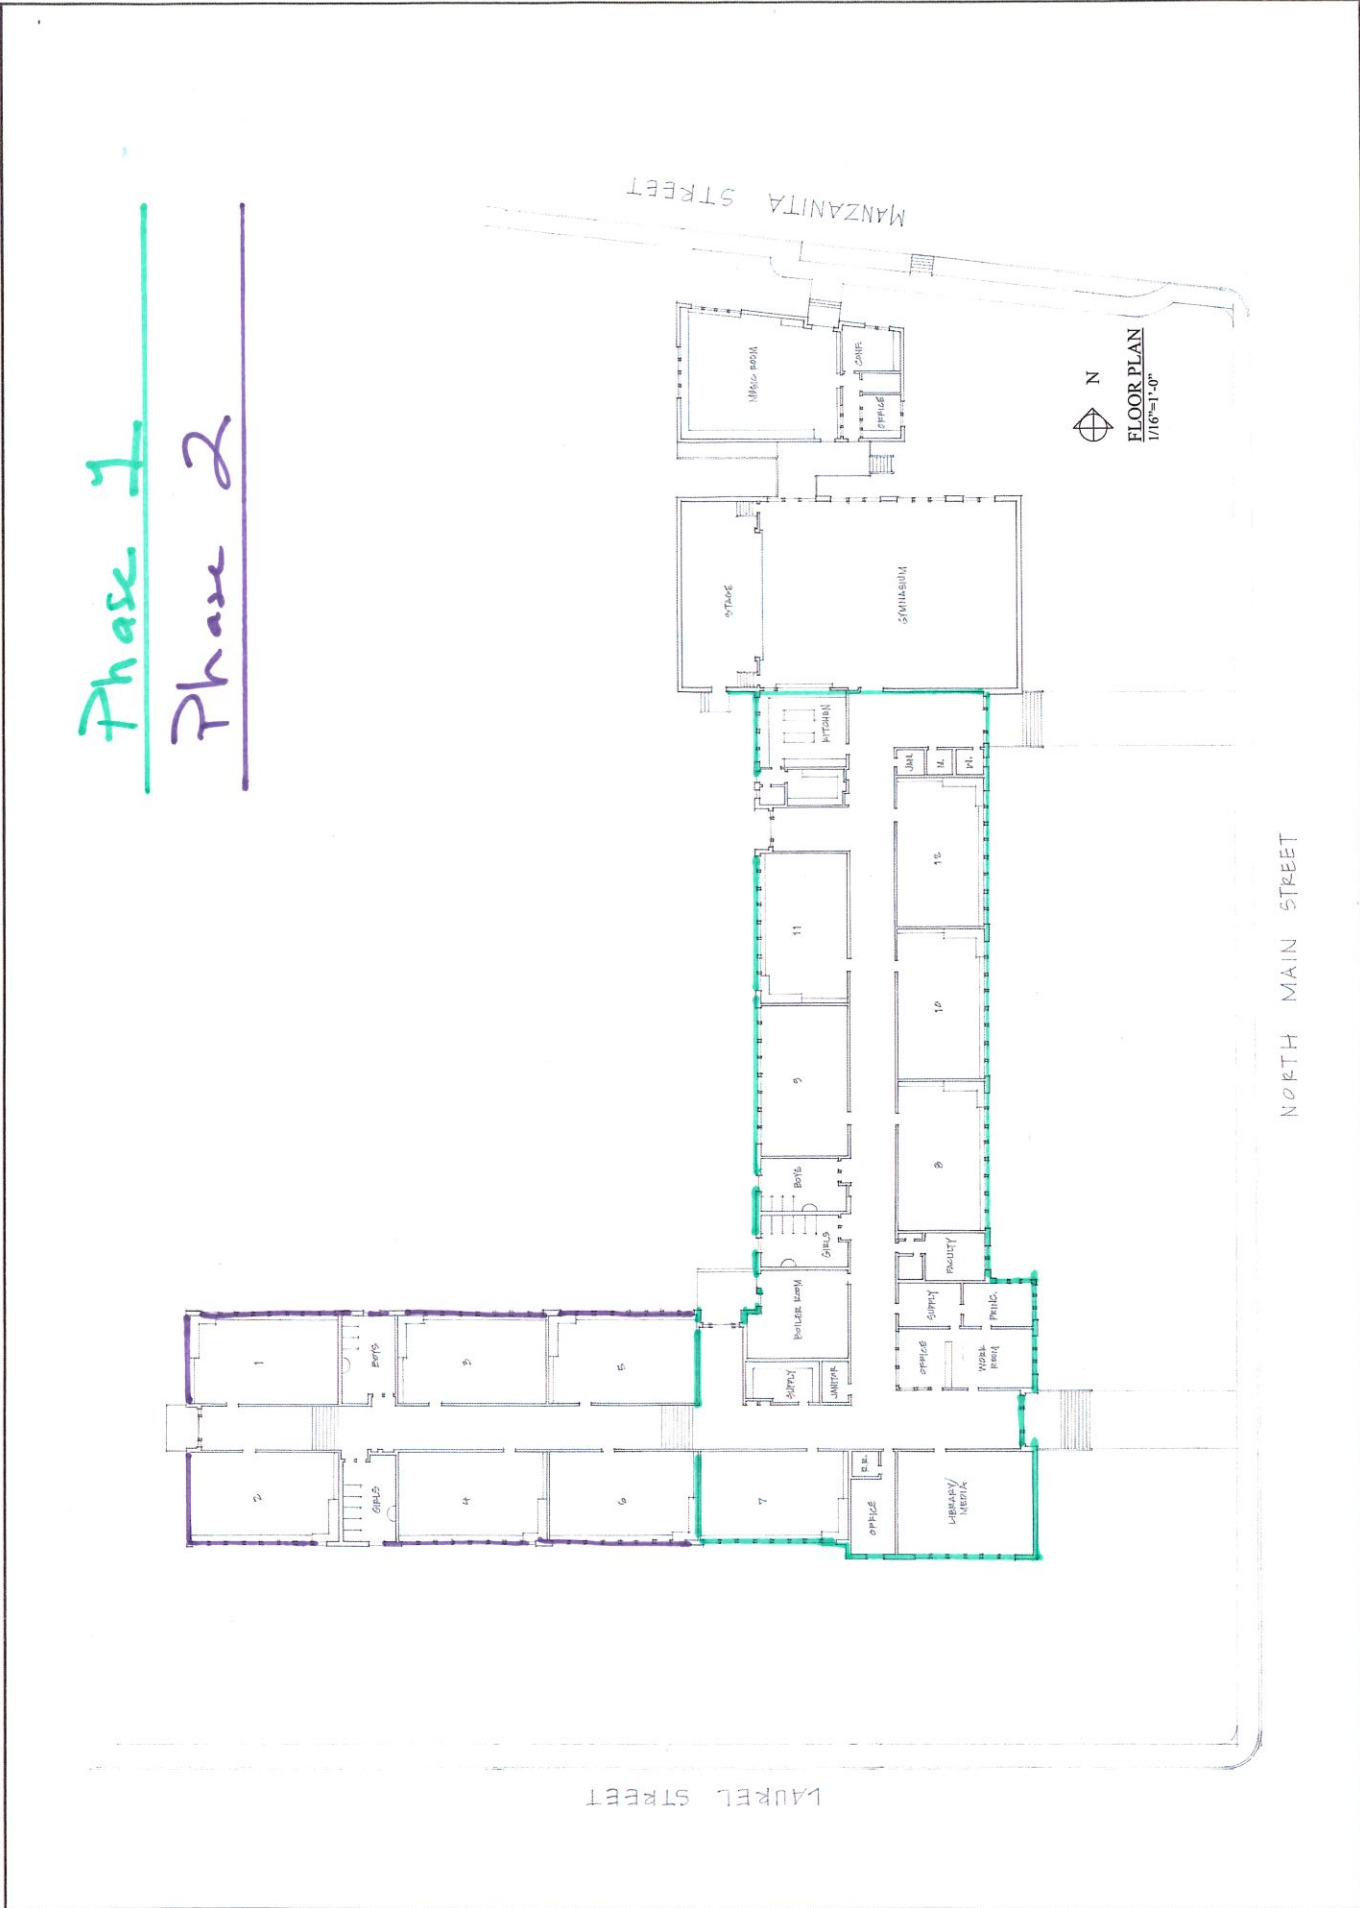 Phase 1
Phase 2
MANZANITA STREET
MUSIC ROOM
CONF.
OFFICE
N
FLOOR PLAN
1/16"=1'-0"
STAGE
GYMNASIUM
KITCHEN
JAN.
M.
W.
12
11
10
9
8
BOYS
GIRLS
FACULTY
BOILER ROOM
SUPPLY
PRINC.
OFFICE
WORK
ROOM
SUPPLY
JANITOR
1
BOYS
3
5
2
GIRLS
4
6
7
R.R.
OFFICE
LIBRARY/
MEDIA
NORTH MAIN STREET
LAUREL STREET